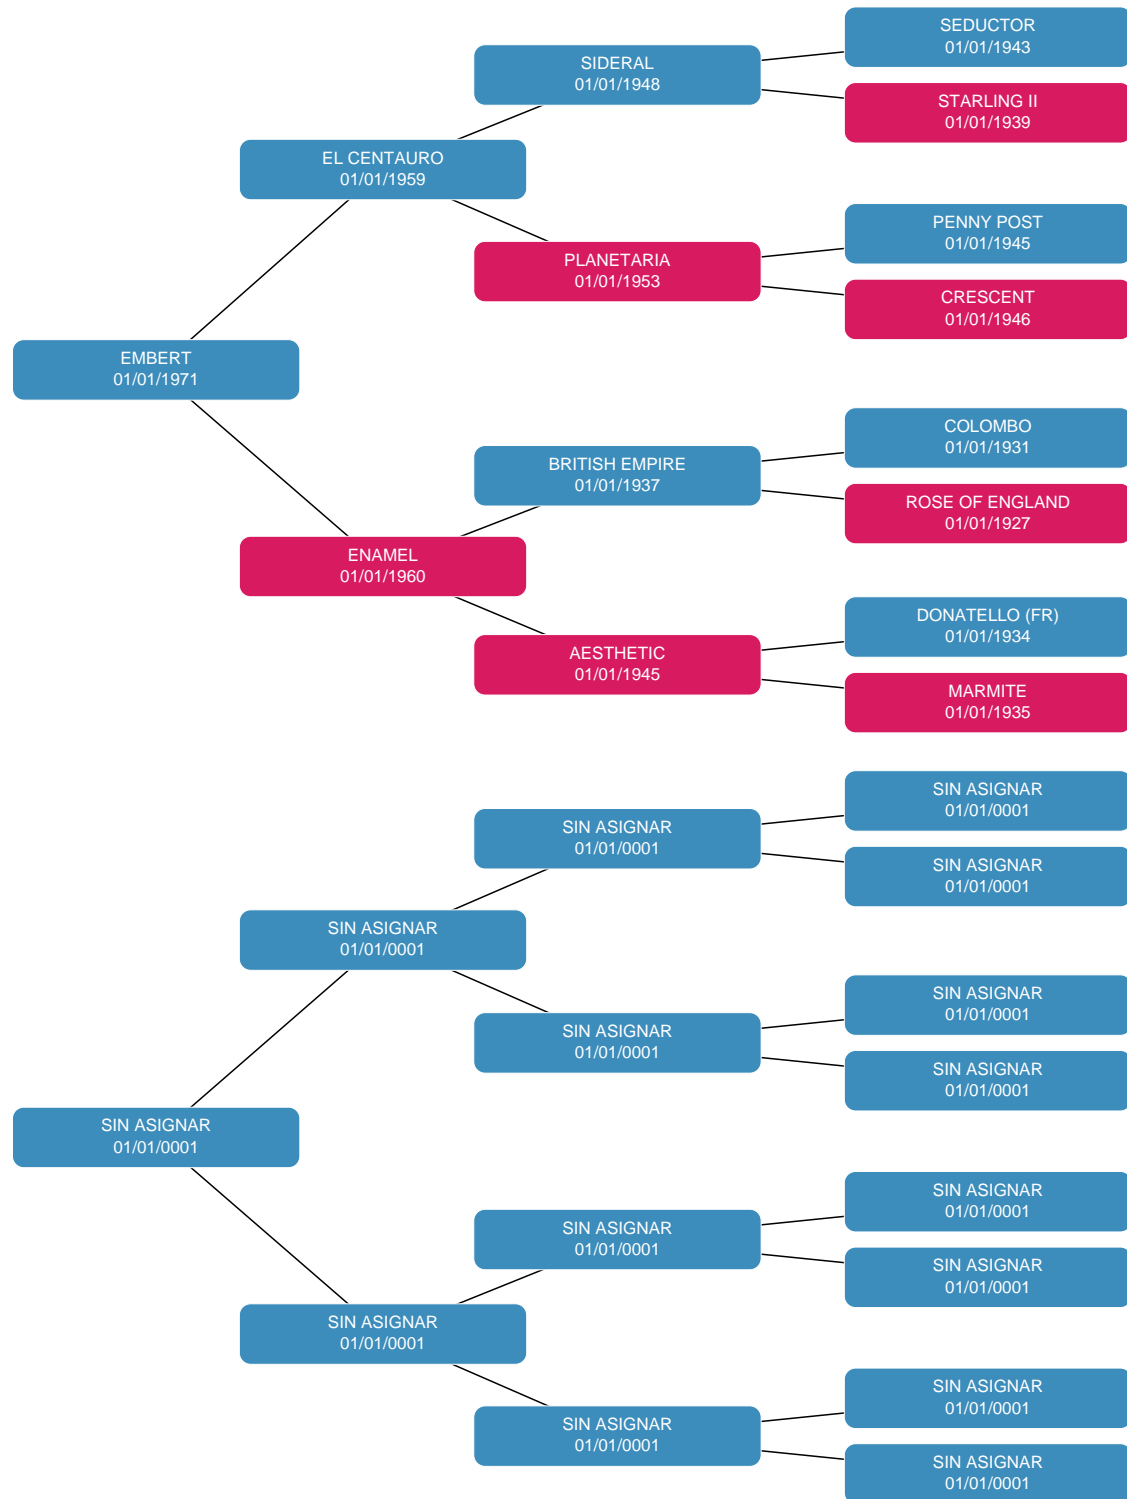 SEDUCTOR
01/01/1943
SIDERAL
01/01/1948
STARLING II
01/01/1939
EL CENTAURO
01/01/1959
PENNY POST
01/01/1945
PLANETARIA
01/01/1953
CRESCENT
01/01/1946
EMBERT
01/01/1971
COLOMBO
01/01/1931
BRITISH EMPIRE
01/01/1937
ROSE OF ENGLAND
01/01/1927
ENAMEL
01/01/1960
DONATELLO (FR)
01/01/1934
AESTHETIC
01/01/1945
MARMITE
01/01/1935
SIN ASIGNAR
01/01/0001
SIN ASIGNAR
01/01/0001
SIN ASIGNAR
01/01/0001
SIN ASIGNAR
01/01/0001
SIN ASIGNAR
01/01/0001
SIN ASIGNAR
01/01/0001
SIN ASIGNAR
01/01/0001
SIN ASIGNAR
01/01/0001
SIN ASIGNAR
01/01/0001
SIN ASIGNAR
01/01/0001
SIN ASIGNAR
01/01/0001
SIN ASIGNAR
01/01/0001
SIN ASIGNAR
01/01/0001
SIN ASIGNAR
01/01/0001
SIN ASIGNAR
01/01/0001